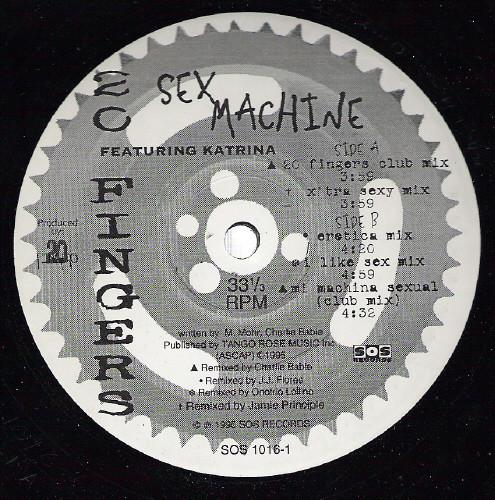 20 FINGERS
SEX MACHINE
FEATURING KATRINA
SIDE A
▲ 20 fingers club mix
3:59
† x'tra sexy mix
3:59
SIDE B
• erotica mix
4:20
⊕ i like sex mix
4:59
▲ mi machina sexual
(club mix)
4:32
Produced
by
20
33⅓
RPM
written by M. Mohr, Charlie Babie
Published by TANGO ROSE MUSIC Inc.
(ASCAP) © 1995
▲ Remixed by Charlie Babie
• Remixed by J.J. Flores
⊕ Remixed by Onofrio Lollino
† Remixed by Jamie Principle
© ℗ 1995 SOS RECORDS
SOS
RECORDS
SOS 1016-1